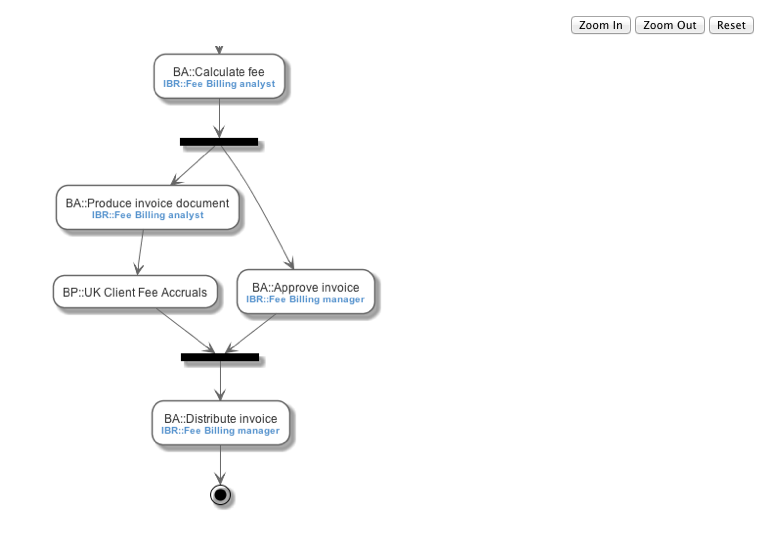 Zoom In
Zoom Out
Reset
BA::Calculate fee
IBR::Fee Billing analyst
BA::Produce invoice document
IBR::Fee Billing analyst
BP::UK Client Fee Accruals
BA::Approve invoice
IBR::Fee Billing manager
BA::Distribute invoice
IBR::Fee Billing manager